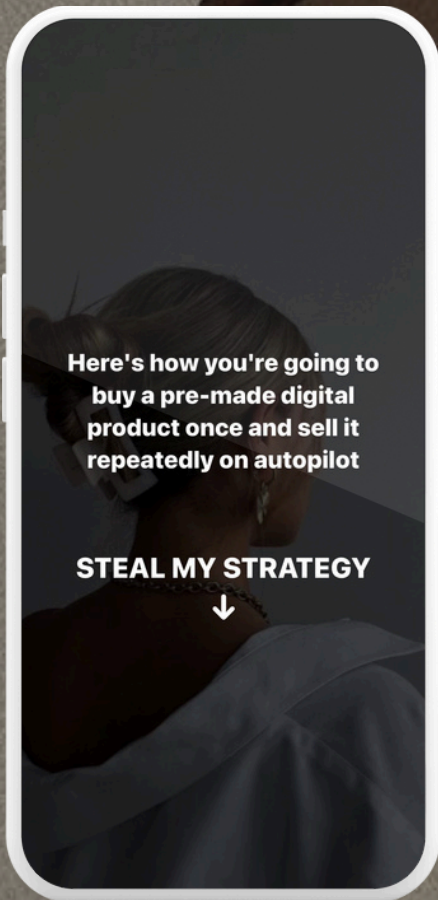 Here's how you're going to
buy a pre-made digital
product once and sell it
repeatedly on autopilot
STEAL MY STRATEGY
↓